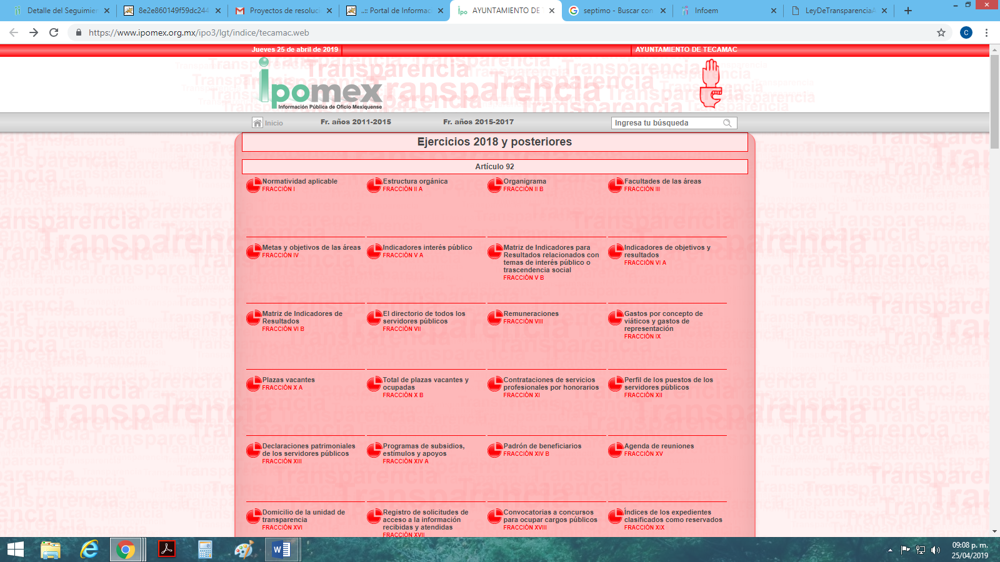 Detalle del Seguimien
8e2e860149f59dc244
Proyectos de resoluci
..:: Portal de Informac
AYUNTAMIENTO DE T
septimo - Buscar con
Infoem
LeyDeTransparenciaA
https://www.ipomex.org.mx/ipo3/lgt/indice/tecamac.web
C
Jueves 25 de abril de 2019
AYUNTAMIENTO DE TECAMAC
ipomex
Información Pública de Oficio Mexiquense
Transparencia
Inicio
Fr. años 2011-2015
Fr. años 2015-2017
Ingresa tu búsqueda
Ejercicios 2018 y posteriores
Artículo 92
Normatividad aplicable
FRACCIÓN I
Estructura orgánica
FRACCIÓN II A
Organigrama
FRACCIÓN II B
Facultades de las áreas
FRACCIÓN III
Metas y objetivos de las áreas
FRACCIÓN IV
Indicadores interés público
FRACCIÓN V A
Matriz de Indicadores para
Resultados relacionados con
temas de interés público o
trascendencia social
FRACCIÓN V B
Indicadores de objetivos y
resultados
FRACCIÓN VI A
Matriz de Indicadores de
Resultados
FRACCIÓN VI B
El directorio de todos los
servidores públicos
FRACCIÓN VII
Remuneraciones
FRACCIÓN VIII
Gastos por concepto de
viáticos y gastos de
representación
FRACCIÓN IX
Plazas vacantes
FRACCIÓN X A
Total de plazas vacantes y
ocupadas
FRACCIÓN X B
Contrataciones de servicios
profesionales por honorarios
FRACCIÓN XI
Perfil de los puestos de los
servidores públicos
FRACCIÓN XII
Declaraciones patrimoniales
de los servidores públicos
FRACCIÓN XIII
Programas de subsidios,
estímulos y apoyos
FRACCIÓN XIV A
Padrón de beneficiarios
FRACCIÓN XIV B
Agenda de reuniones
FRACCIÓN XV
Domicilio de la unidad de
transparencia
FRACCIÓN XVI
Registro de solicitudes de
acceso a la información
recibidas y atendidas
FRACCIÓN XVII
Convocatorias a concursos
para ocupar cargos públicos
FRACCIÓN XVIII
Índices de los expedientes
clasificados como reservados
FRACCIÓN XIX
09:08 p. m.
25/04/2019